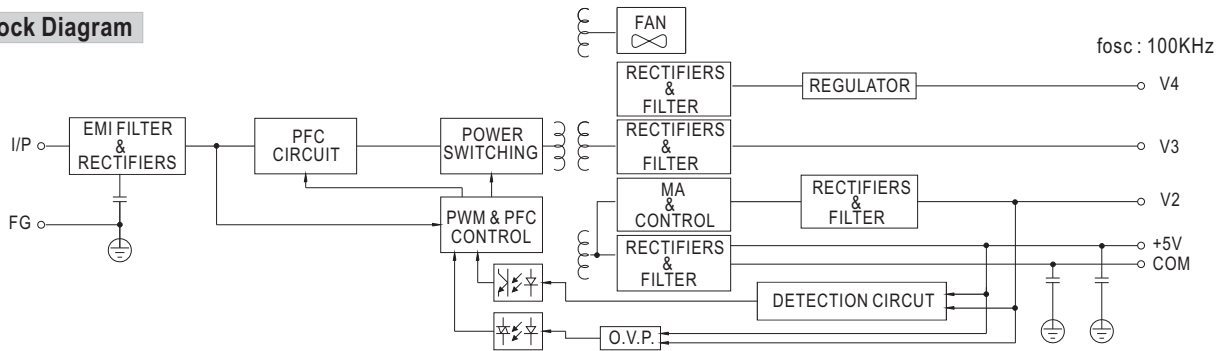 ock Diagram
FAN
fosc : 100KHz
RECTIFIERS
&
FILTER
REGULATOR
V4
I/P
EMI FILTER
&
RECTIFIERS
PFC
CIRCUIT
POWER
SWITCHING
RECTIFIERS
&
FILTER
V3
MA
&
CONTROL
RECTIFIERS
&
FILTER
V2
FG
PWM & PFC
CONTROL
RECTIFIERS
&
FILTER
+5V
COM
DETECTION CIRCUT
O.V.P.